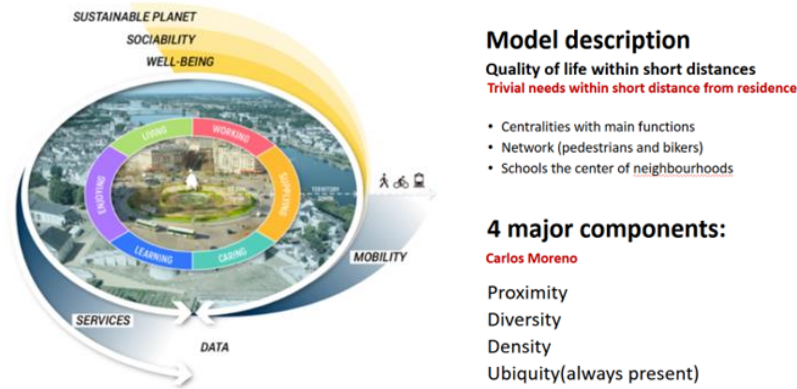 SUSTAINABLE PLANET
SOCIABILITY
WELL-BEING
LIVING
WORKING
SUPPLYING
CARING
LEARNING
ENJOYING
TERRITORY
MOBILITY
SERVICES
DATA
Model description
Quality of life within short distances
Trivial needs within short distance from residence
• Centralities with main functions
• Network (pedestrians and bikers)
• Schools the center of neighbourhoods
4 major components:
Carlos Moreno
Proximity
Diversity
Density
Ubiquity(always present)